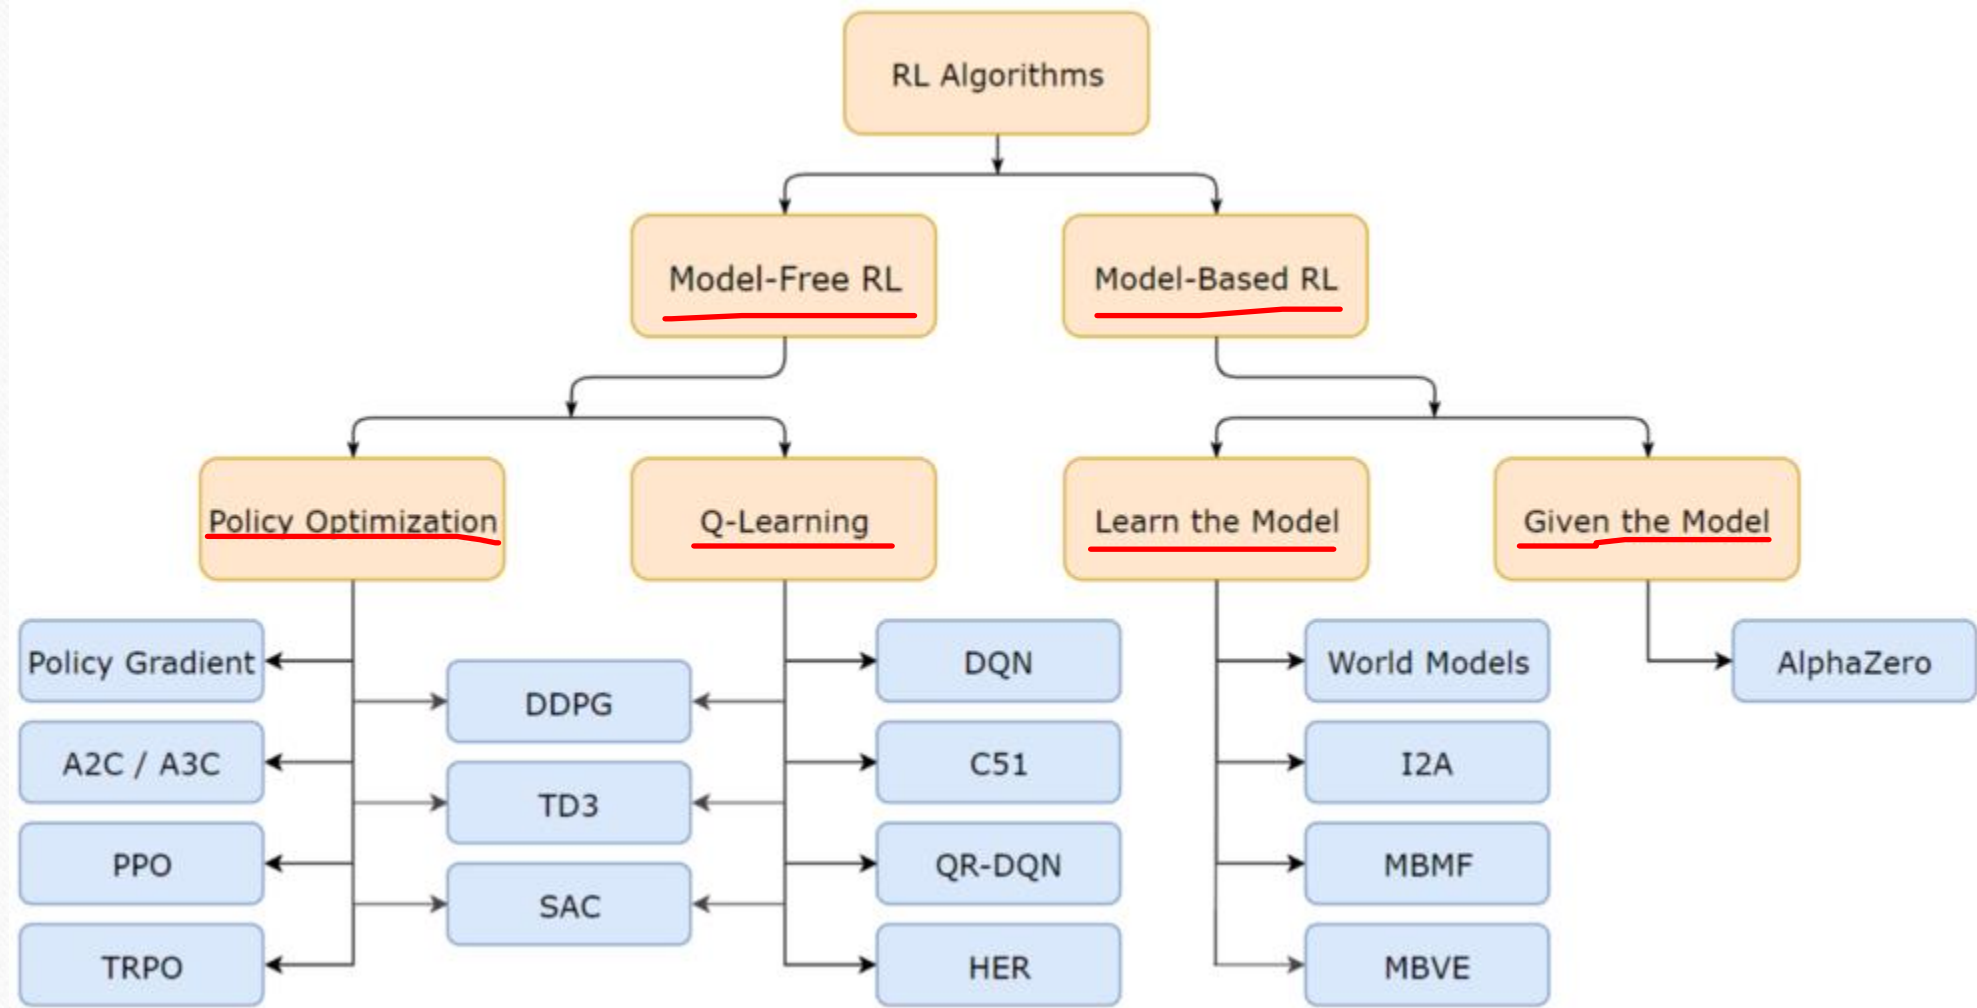 RL Algorithms
Model-Free RL
Model-Based RL
Policy Optimization
Q-Learning
Learn the Model
Given the Model
Policy Gradient
DDPG
DQN
World Models
AlphaZero
A2C / A3C
TD3
C51
I2A
PPO
SAC
QR-DQN
MBMF
TRPO
HER
MBVE